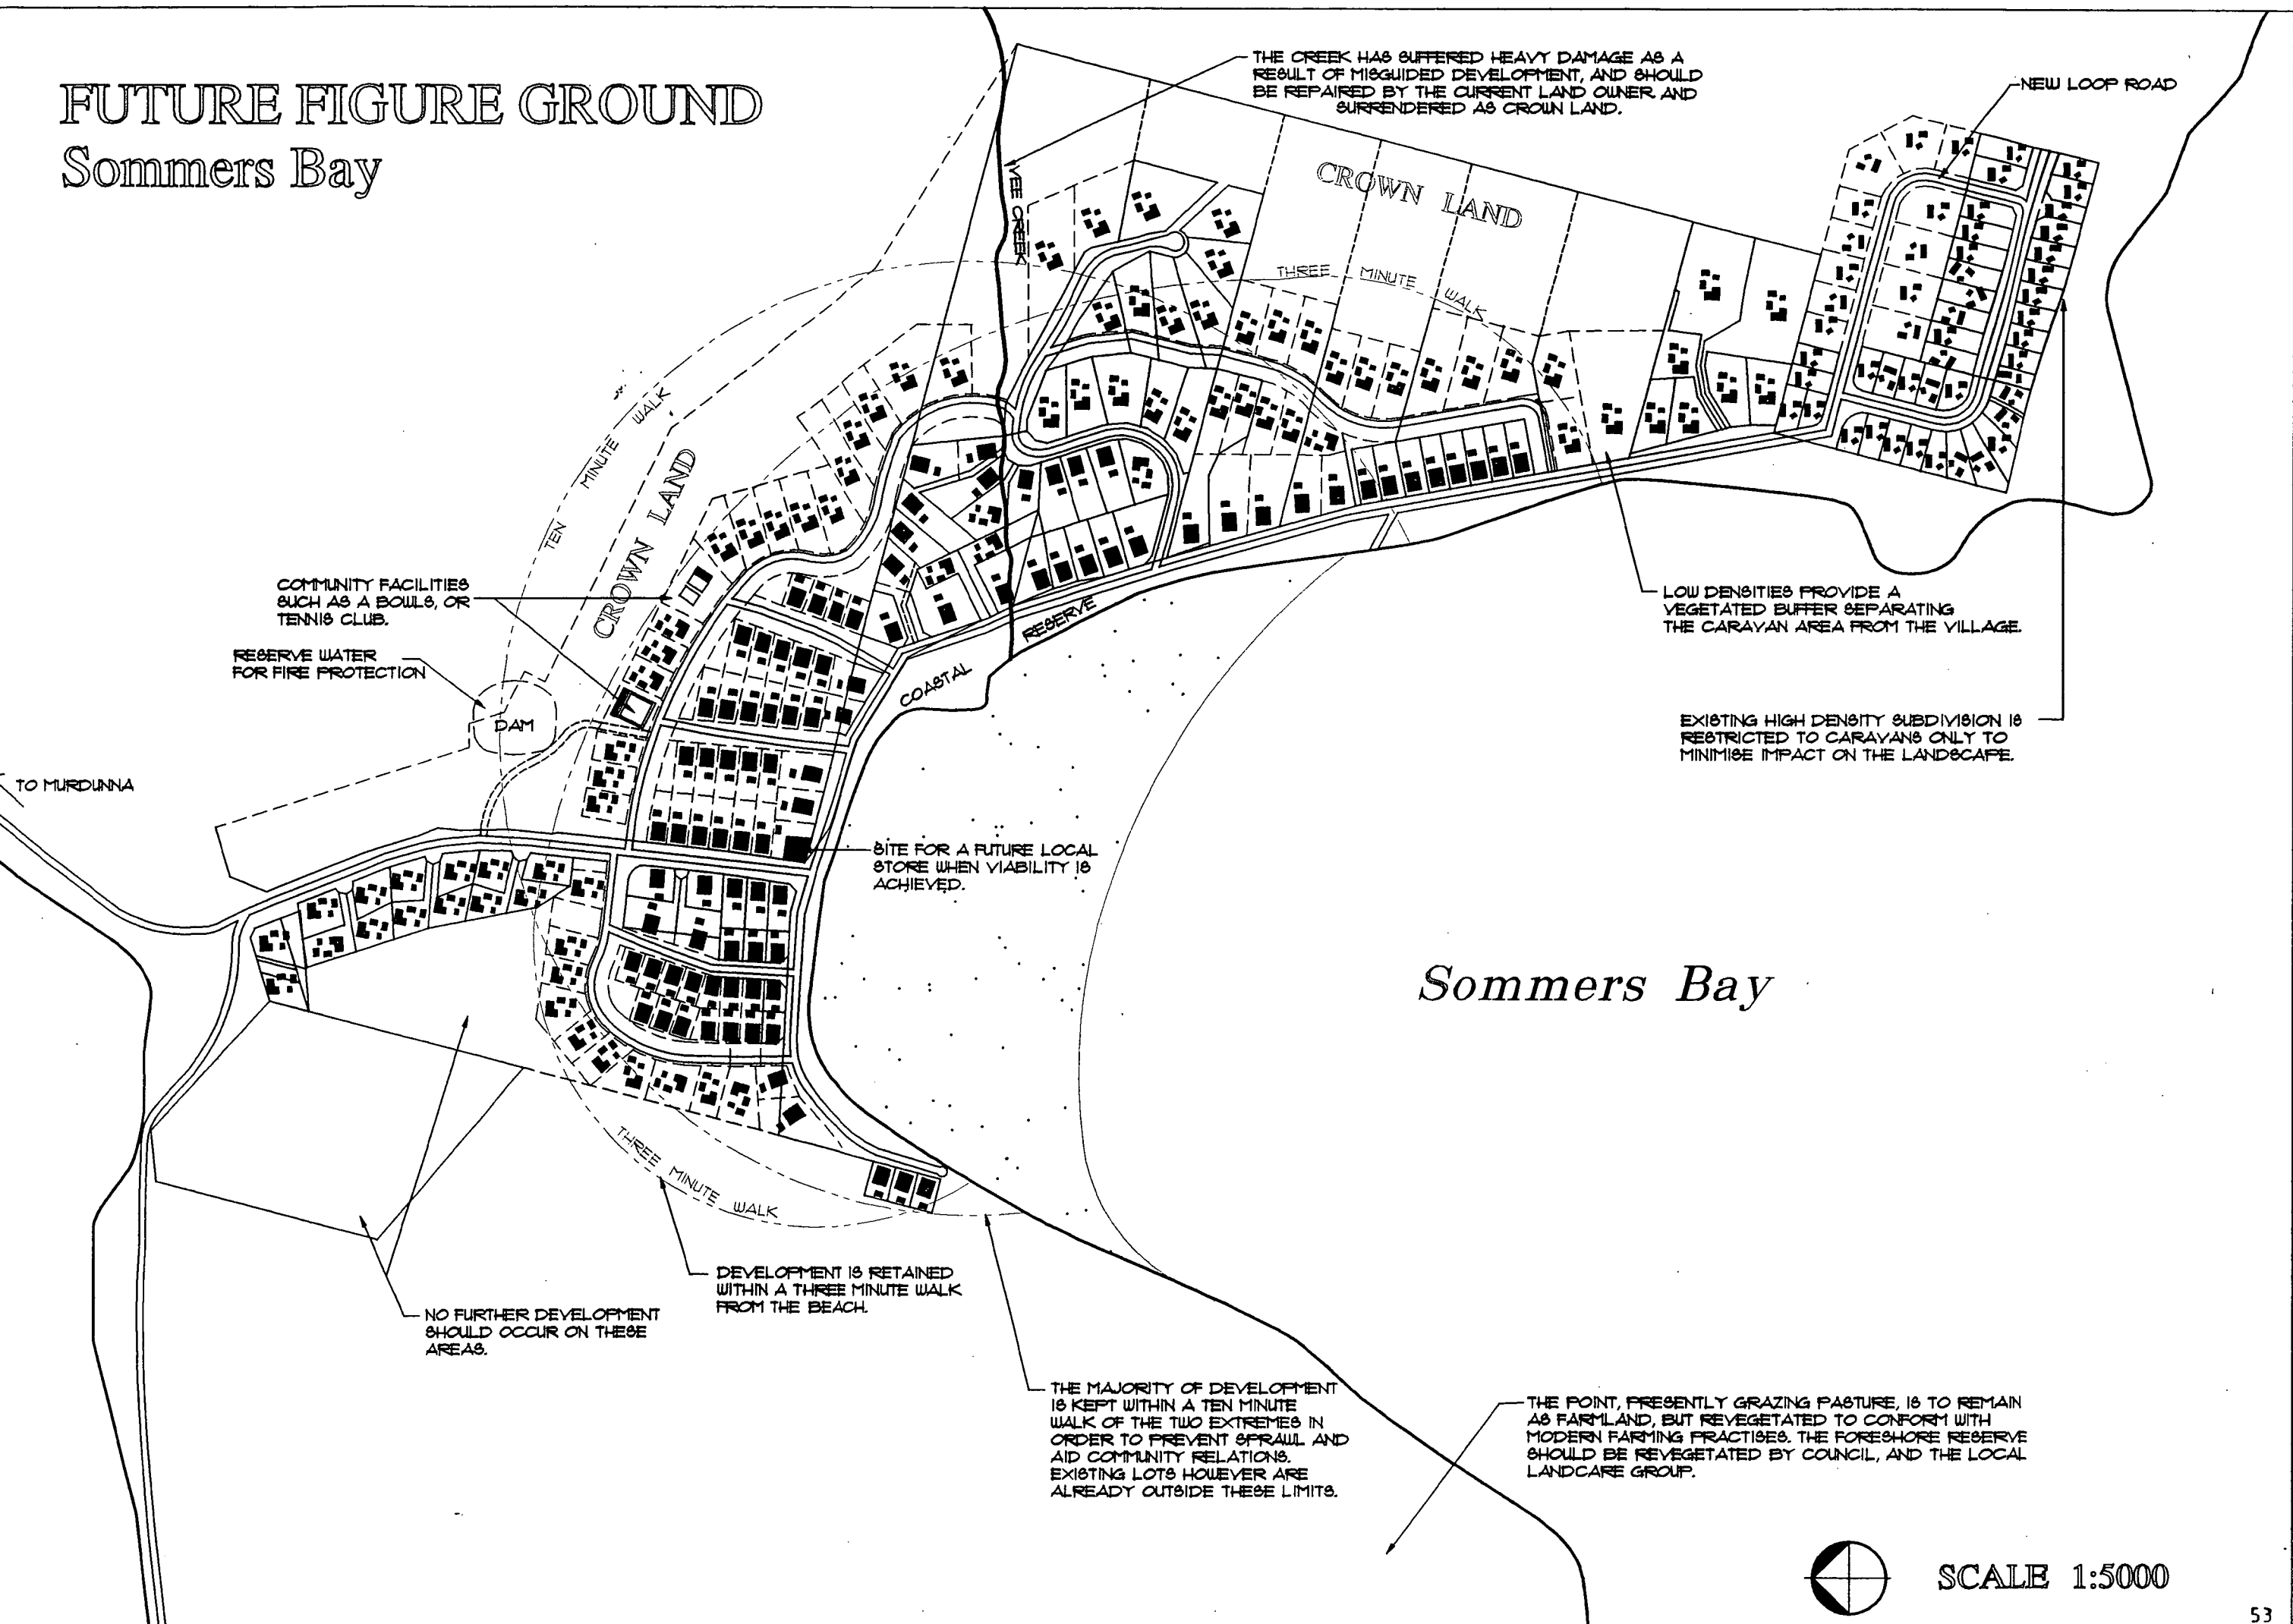 FUTURE FIGURE GROUND
Sommers Bay
THE CREEK HAS SUFFERED HEAVY DAMAGE AS A
RESULT OF MISGUIDED DEVELOPMENT, AND SHOULD
BE REPAIRED BY THE CURRENT LAND OWNER AND
SURRENDERED AS CROWN LAND.
NEW LOOP ROAD
CROWN LAND
YEE CREEK
THREE MINUTE WALK
TEN MINUTE WALK
CROWN LAND
COMMUNITY FACILITIES
SUCH AS A BOWLS, OR
TENNIS CLUB.
RESERVE WATER
FOR FIRE PROTECTION
DAM
COASTAL RESERVE
LOW DENSITIES PROVIDE A
VEGETATED BUFFER SEPARATING
THE CARAVAN AREA FROM THE VILLAGE.
EXISTING HIGH DENSITY SUBDIVISION IS
RESTRICTED TO CARAVANS ONLY TO
MINIMISE IMPACT ON THE LANDSCAPE.
TO MURDUNNA
SITE FOR A FUTURE LOCAL
STORE WHEN VIABILITY IS
ACHIEVED.
Sommers Bay
THREE MINUTE WALK
DEVELOPMENT IS RETAINED
WITHIN A THREE MINUTE WALK
FROM THE BEACH.
NO FURTHER DEVELOPMENT
SHOULD OCCUR ON THESE
AREAS.
THE MAJORITY OF DEVELOPMENT
IS KEPT WITHIN A TEN MINUTE
WALK OF THE TWO EXTREMES IN
ORDER TO PREVENT SPRAWL AND
AID COMMUNITY RELATIONS.
EXISTING LOTS HOWEVER ARE
ALREADY OUTSIDE THESE LIMITS.
THE POINT, PRESENTLY GRAZING PASTURE, IS TO REMAIN
AS FARMLAND, BUT REVEGETATED TO CONFORM WITH
MODERN FARMING PRACTISES. THE FORESHORE RESERVE
SHOULD BE REVEGETATED BY COUNCIL, AND THE LOCAL
LANDCARE GROUP.
SCALE 1:5000
53